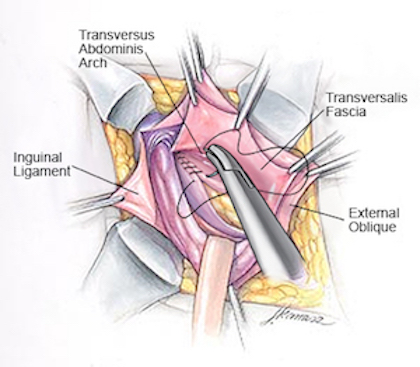 Transversus
Abdominis
Arch
Transversalis
Fascia
Inguinal
Ligament
External
Oblique